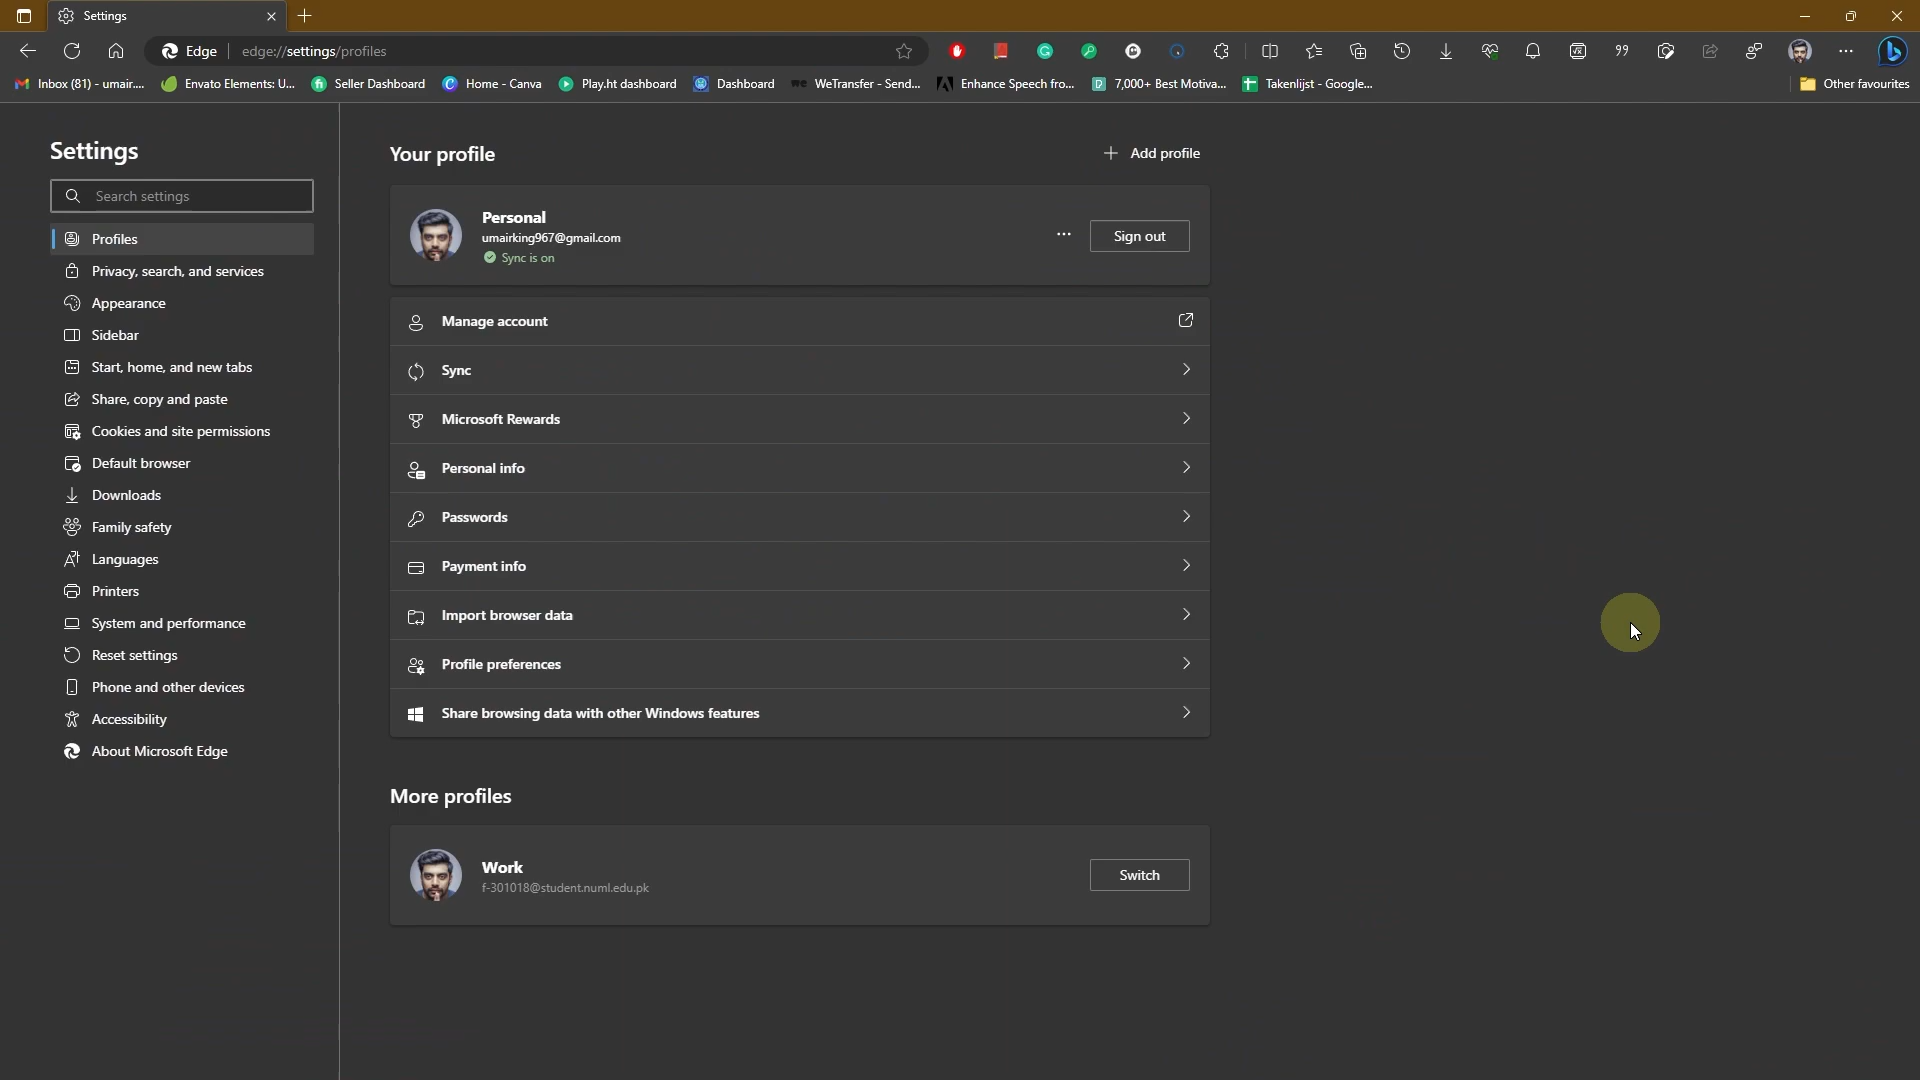 Settings
Edge
edge://settings/profiles
Inbox (81) - umair....
Envato Elements: U...
Seller Dashboard
Home - Canva
Play.ht dashboard
Dashboard
WeTransfer - Send...
Enhance Speech fro...
7,000+ Best Motiva...
Takenlijst - Google...
Other favourites
Settings
Search settings
Profiles
Privacy, search, and services
Appearance
Sidebar
Start, home, and new tabs
Share, copy and paste
Cookies and site permissions
Default browser
Downloads
Family safety
Languages
Printers
System and performance
Reset settings
Phone and other devices
Accessibility
About Microsoft Edge
Your profile
Add profile
Personal
umairking967@gmail.com
Sync is on
Sign out
Manage account
Sync
Microsoft Rewards
Personal info
Passwords
Payment info
Import browser data
Profile preferences
Share browsing data with other Windows features
More profiles
Work
f-301018@student.numl.edu.pk
Switch